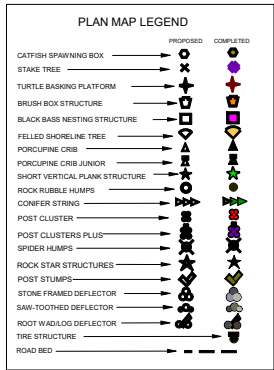 PLAN MAP LEGEND
PROPOSED COMPLETED
CATFISH SPAWNING BOX
STAKE TREE
TURTLE BASKING PLATFORM
BRUSH BOX STRUCTURE
BLACK BASS NESTING STRUCTURE
FELLED SHORELINE TREE
PORCUPINE CRIB
PORCUPINE CRIB JUNIOR
SHORT VERTICAL PLANK STRUCTURE
ROCK RUBBLE HUMPS
CONIFER STRING
POST CLUSTER
POST CLUSTERS PLUS
SPIDER HUMPS
ROCK STAR STRUCTURES
POST STUMPS
STONE FRAMED DEFLECTOR
SAW-TOOTHED DEFLECTOR
ROOT WAD/LOG DEFLECTOR
TIRE STRUCTURE
ROAD BED